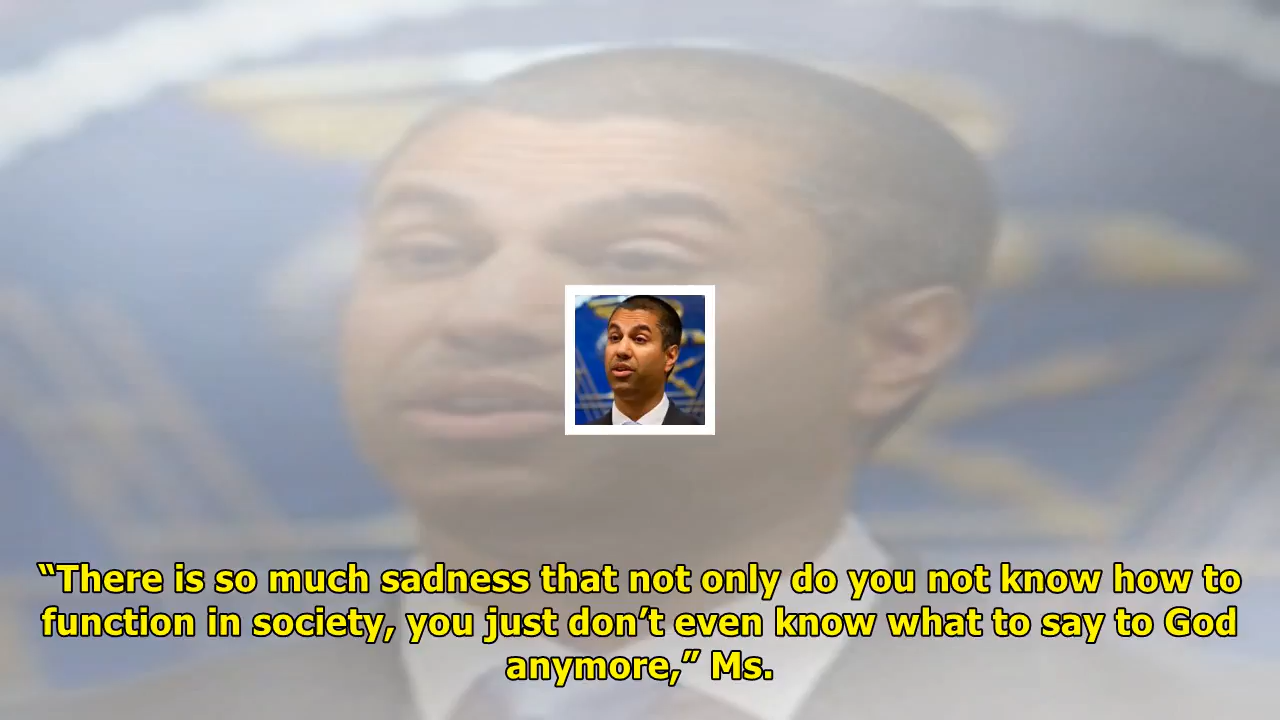 “There is so much sadness that not only do you not know how to
function in society, you just don’t even know what to say to God
anymore,” Ms.